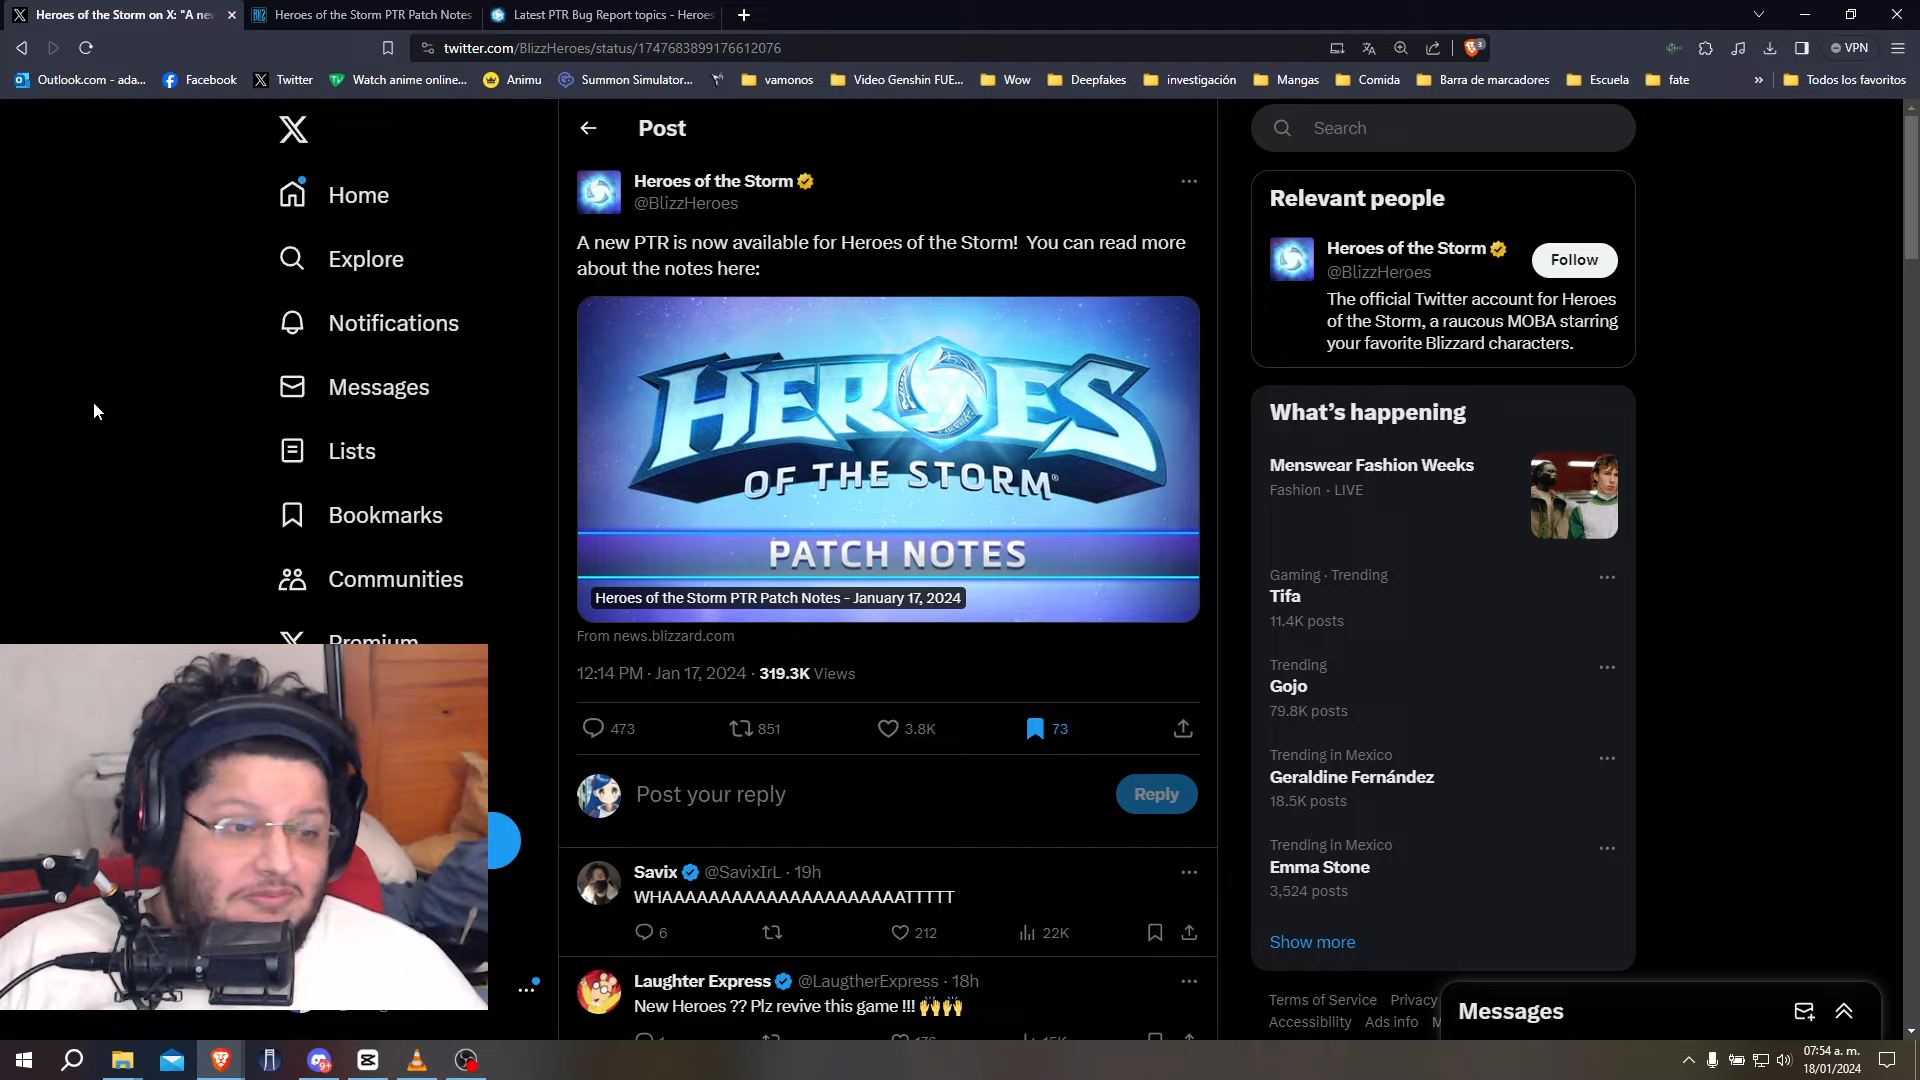 Heroes of the Storm on X: "A new
Heroes of the Storm PTR Patch Notes
Latest PTR Bug Report topics - Heroes
twitter.com/BlizzHeroes/status/1747683899176612076
VPN
Outlook.com - ada...
Facebook
Twitter
Watch anime online...
Animu
Summon Simulator...
vamonos
Video Genshin FUE...
Wow
Deepfakes
investigación
Mangas
Comida
Barra de marcadores
Escuela
fate
»
Todos los favoritos
Home
Explore
Notifications
Messages
Lists
Bookmarks
Communities
Premium
Post
Heroes of the Storm
@BlizzHeroes
A new PTR is now available for Heroes of the Storm! You can read more
about the notes here:
HEROES
OF THE STORM
PATCH NOTES
Heroes of the Storm PTR Patch Notes - January 17, 2024
From news.blizzard.com
12:14 PM · Jan 17, 2024 · 319.3K Views
473
851
3.8K
73
Post your reply
Reply
Savix @SavixIrL · 19h
WHAAAAAAAAAAAAAAAAAAAAATTTTT
6
212
22K
Laughter Express @LaugtherExpress · 18h
New Heroes ?? Plz revive this game !!! 🙌🙌
Search
Relevant people
Heroes of the Storm
@BlizzHeroes
Follow
The official Twitter account for Heroes
of the Storm, a raucous MOBA starring
your favorite Blizzard characters.
What's happening
Menswear Fashion Weeks
Fashion · LIVE
Gaming · Trending
Tifa
11.4K posts
Trending
Gojo
79.8K posts
Trending in Mexico
Geraldine Fernández
18.5K posts
Trending in Mexico
Emma Stone
3,524 posts
Show more
Terms of Service Privacy
Accessibility Ads info
Messages
07:54 a. m.
18/01/2024